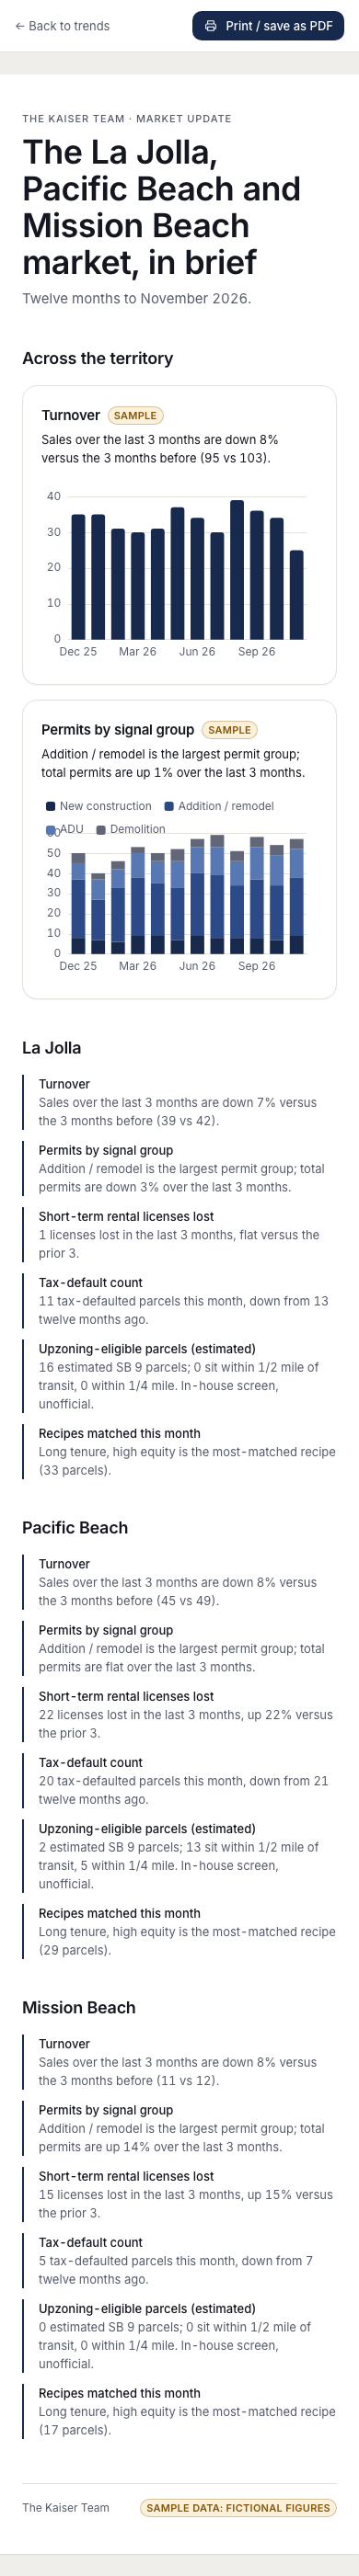 ← Back to trends
Print / save as PDF
THE KAISER TEAM · MARKET UPDATE
The La Jolla,
Pacific Beach and
Mission Beach
market, in brief
Twelve months to November 2026.
Across the territory
Turnover SAMPLE
Sales over the last 3 months are down 8%
versus the 3 months before (95 vs 103).
40
30
20
10
0
Dec 25 Mar 26 Jun 26 Sep 26
Permits by signal group SAMPLE
Addition / remodel is the largest permit group;
total permits are up 1% over the last 3 months.
New construction Addition / remodel
ADU Demolition
60
50
40
30
20
10
0
Dec 25 Mar 26 Jun 26 Sep 26
La Jolla
Turnover
Sales over the last 3 months are down 7% versus
the 3 months before (39 vs 42).
Permits by signal group
Addition / remodel is the largest permit group; total
permits are down 3% over the last 3 months.
Short-term rental licenses lost
1 licenses lost in the last 3 months, flat versus the
prior 3.
Tax-default count
11 tax-defaulted parcels this month, down from 13
twelve months ago.
Upzoning-eligible parcels (estimated)
16 estimated SB 9 parcels; 0 sit within 1/2 mile of
transit, 0 within 1/4 mile. In-house screen,
unofficial.
Recipes matched this month
Long tenure, high equity is the most-matched recipe
(33 parcels).
Pacific Beach
Turnover
Sales over the last 3 months are down 8% versus
the 3 months before (45 vs 49).
Permits by signal group
Addition / remodel is the largest permit group; total
permits are flat over the last 3 months.
Short-term rental licenses lost
22 licenses lost in the last 3 months, up 22% versus
the prior 3.
Tax-default count
20 tax-defaulted parcels this month, down from 21
twelve months ago.
Upzoning-eligible parcels (estimated)
2 estimated SB 9 parcels; 13 sit within 1/2 mile of
transit, 5 within 1/4 mile. In-house screen,
unofficial.
Recipes matched this month
Long tenure, high equity is the most-matched recipe
(29 parcels).
Mission Beach
Turnover
Sales over the last 3 months are down 8% versus
the 3 months before (11 vs 12).
Permits by signal group
Addition / remodel is the largest permit group; total
permits are up 14% over the last 3 months.
Short-term rental licenses lost
15 licenses lost in the last 3 months, up 15% versus
the prior 3.
Tax-default count
5 tax-defaulted parcels this month, down from 7
twelve months ago.
Upzoning-eligible parcels (estimated)
0 estimated SB 9 parcels; 0 sit within 1/2 mile of
transit, 0 within 1/4 mile. In-house screen,
unofficial.
Recipes matched this month
Long tenure, high equity is the most-matched recipe
(17 parcels).
The Kaiser Team
SAMPLE DATA: FICTIONAL FIGURES